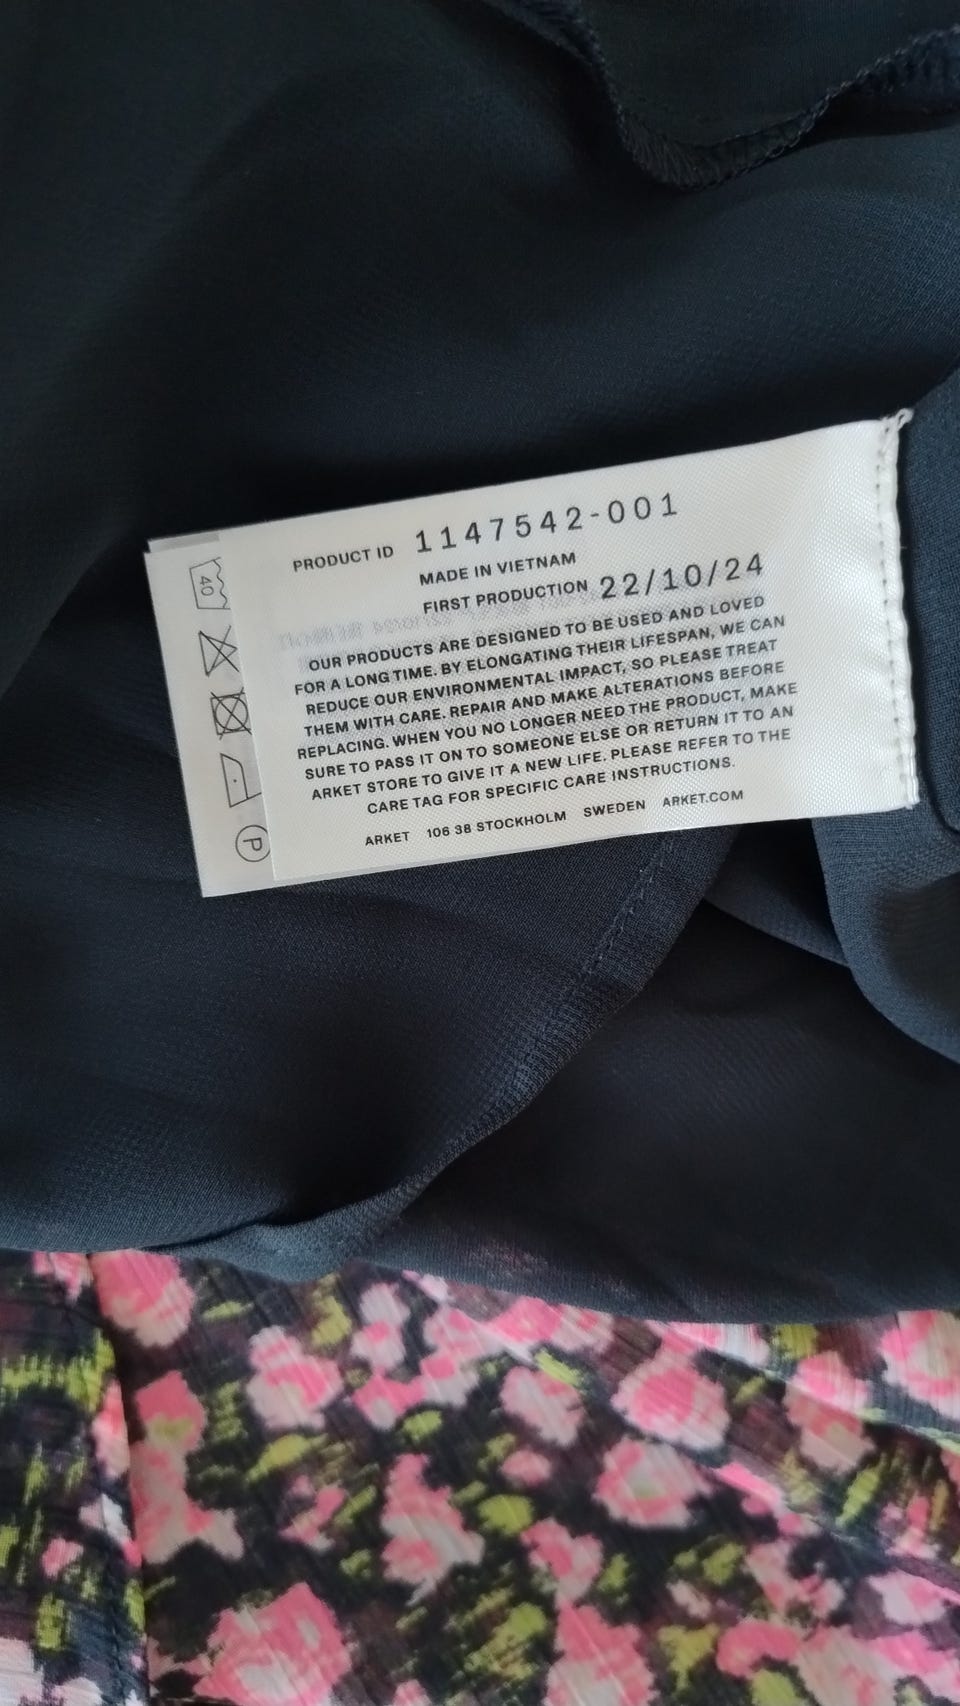 PRODUCT ID 1147542-001
MADE IN VIETNAM
FIRST PRODUCTION 22/10/24
OUR PRODUCTS ARE DESIGNED TO BE USED AND LOVED
FOR A LONG TIME. BY ELONGATING THEIR LIFESPAN, WE CAN
REDUCE OUR ENVIRONMENTAL IMPACT, SO PLEASE TREAT
THEM WITH CARE. REPAIR AND MAKE ALTERATIONS BEFORE
REPLACING. WHEN YOU NO LONGER NEED THE PRODUCT, MAKE
SURE TO PASS IT ON TO SOMEONE ELSE OR RETURN IT TO AN
ARKET STORE TO GIVE IT A NEW LIFE. PLEASE REFER TO THE
CARE TAG FOR SPECIFIC CARE INSTRUCTIONS.
ARKET 106 38 STOCKHOLM SWEDEN ARKET.COM
40
P